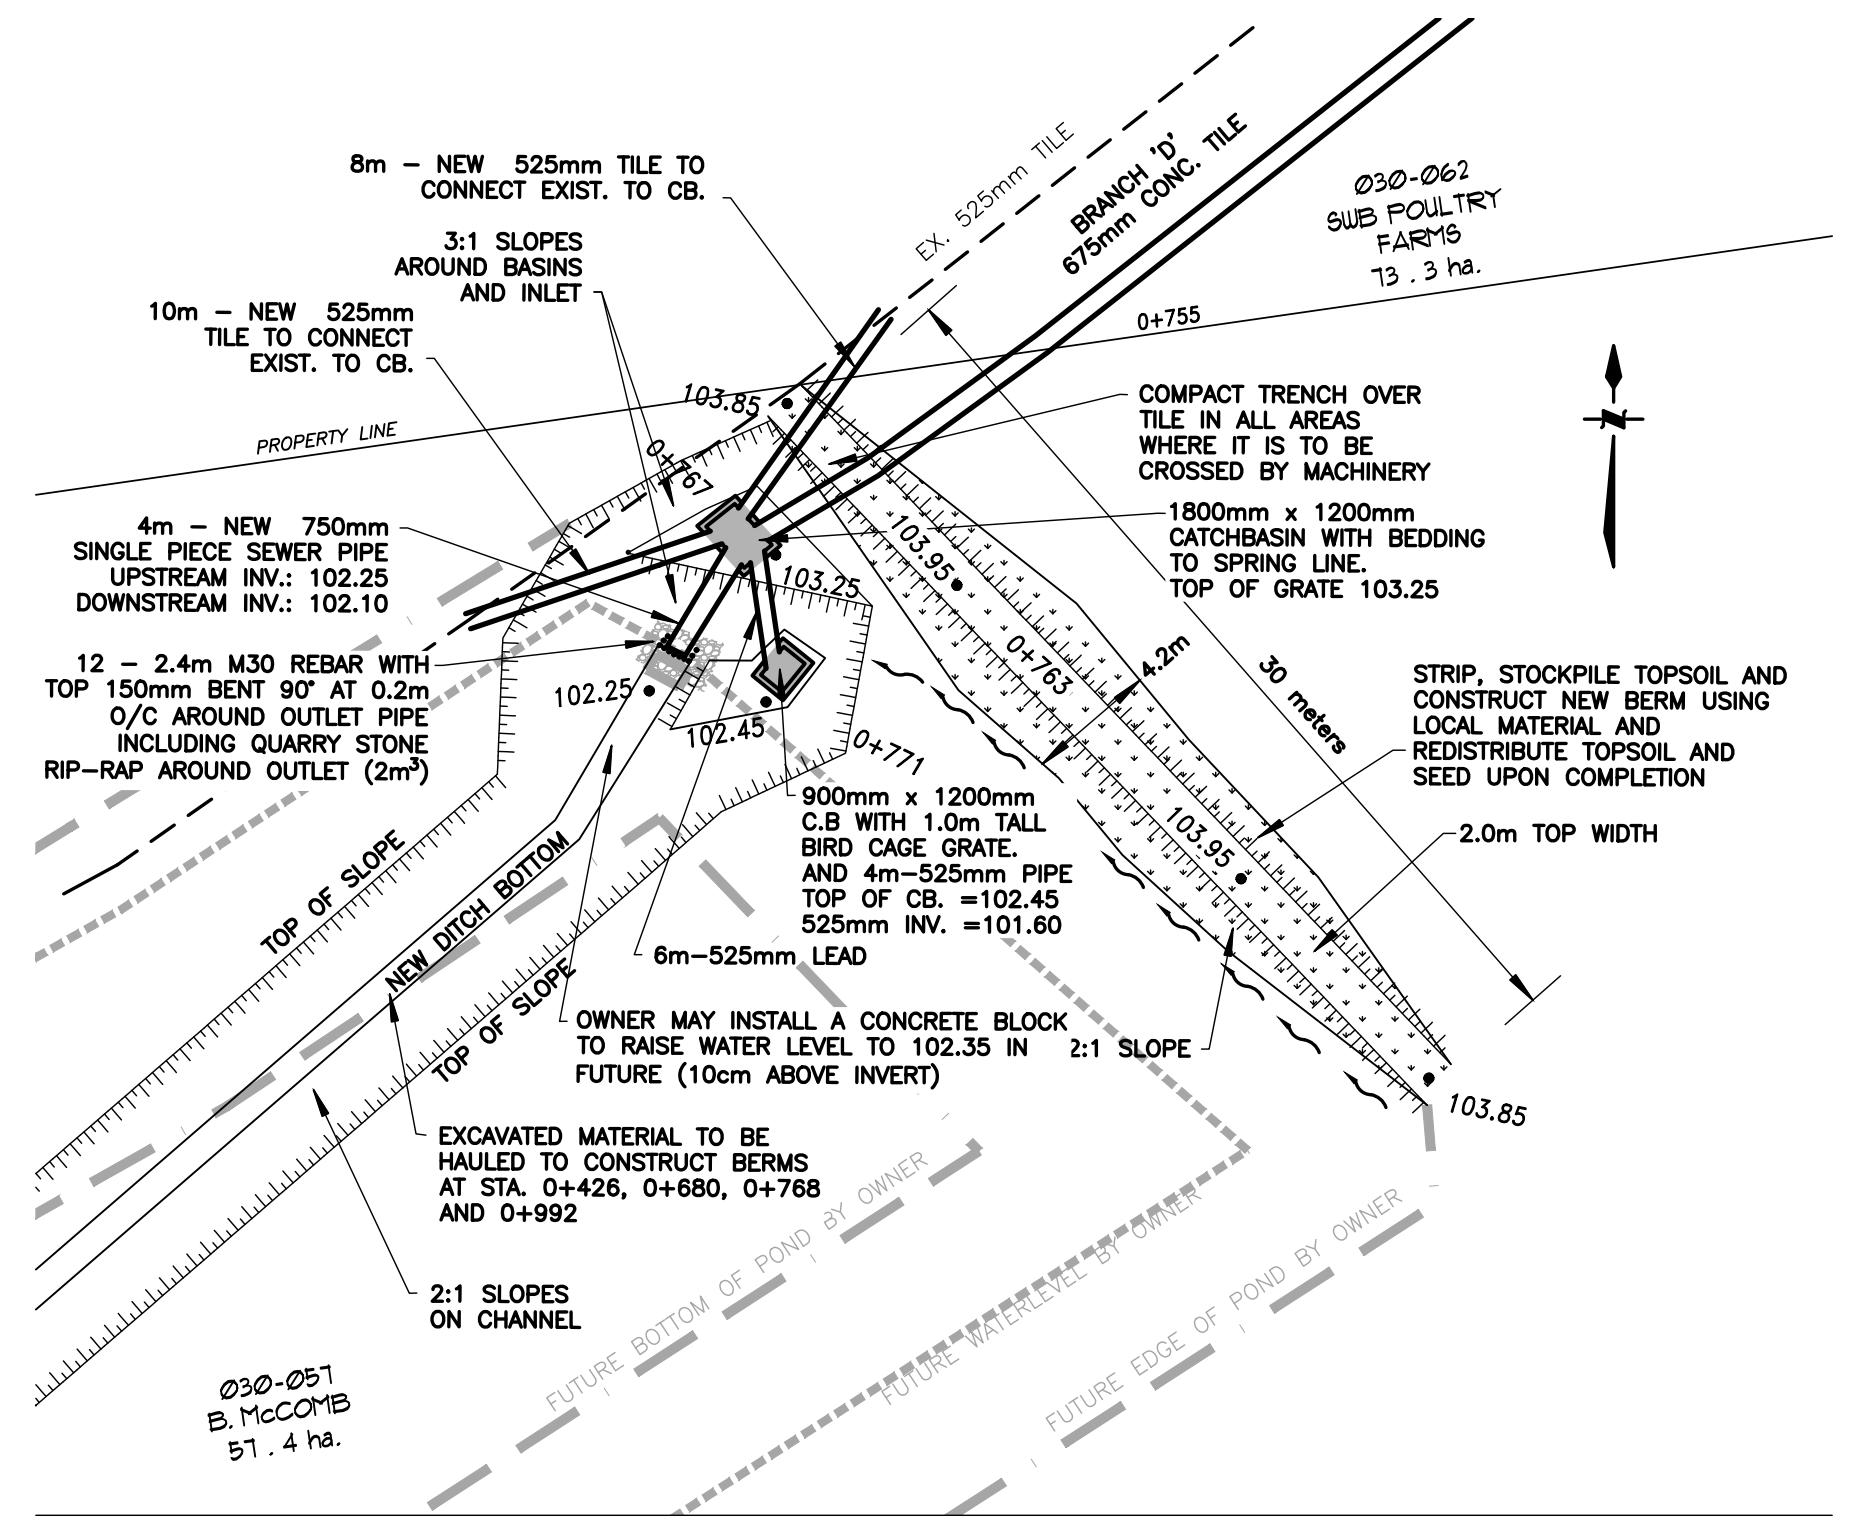 8m – NEW 525mm TILE TO
CONNECT EXIST. TO CB.
3:1 SLOPES
AROUND BASINS
AND INLET
10m – NEW 525mm
TILE TO CONNECT
EXIST. TO CB.
PROPERTY LINE
4m – NEW 750mm
SINGLE PIECE SEWER PIPE
UPSTREAM INV.: 102.25
DOWNSTREAM INV.: 102.10
12 – 2.4m M30 REBAR WITH
TOP 150mm BENT 90° AT 0.2m
O/C AROUND OUTLET PIPE
INCLUDING QUARRY STONE
RIP–RAP AROUND OUTLET (2m³)
EX. 525mm TILE
BRANCH 'D'
675mm CONC. TILE
Ø3Ø-Ø62
SWB POULTRY
FARMS
73 . 3 ha.
0+755
COMPACT TRENCH OVER
TILE IN ALL AREAS
WHERE IT IS TO BE
CROSSED BY MACHINERY
1800mm x 1200mm
CATCHBASIN WITH BEDDING
TO SPRING LINE.
TOP OF GRATE 103.25
103.85
0+767
103.95
103.25
102.25
102.45
0+771
0+763
4.2m
30 meters
N
STRIP, STOCKPILE TOPSOIL AND
CONSTRUCT NEW BERM USING
LOCAL MATERIAL AND
REDISTRIBUTE TOPSOIL AND
SEED UPON COMPLETION
103.95
2.0m TOP WIDTH
900mm x 1200mm
C.B WITH 1.0m TALL
BIRD CAGE GRATE.
AND 4m–525mm PIPE
TOP OF CB. =102.45
525mm INV. =101.60
6m–525mm LEAD
TOP OF SLOPE
NEW DITCH BOTTOM
TOP OF SLOPE
OWNER MAY INSTALL A CONCRETE BLOCK
TO RAISE WATER LEVEL TO 102.35 IN
FUTURE (10cm ABOVE INVERT)
2:1 SLOPE
103.85
EXCAVATED MATERIAL TO BE
HAULED TO CONSTRUCT BERMS
AT STA. 0+426, 0+680, 0+768
AND 0+992
2:1 SLOPES
ON CHANNEL
FUTURE BOTTOM OF POND BY OWNER
FUTURE WATERLEVEL BY OWNER
FUTURE EDGE OF POND BY OWNER
Ø3Ø-Ø57
B. McCOMB
57 . 4 ha.